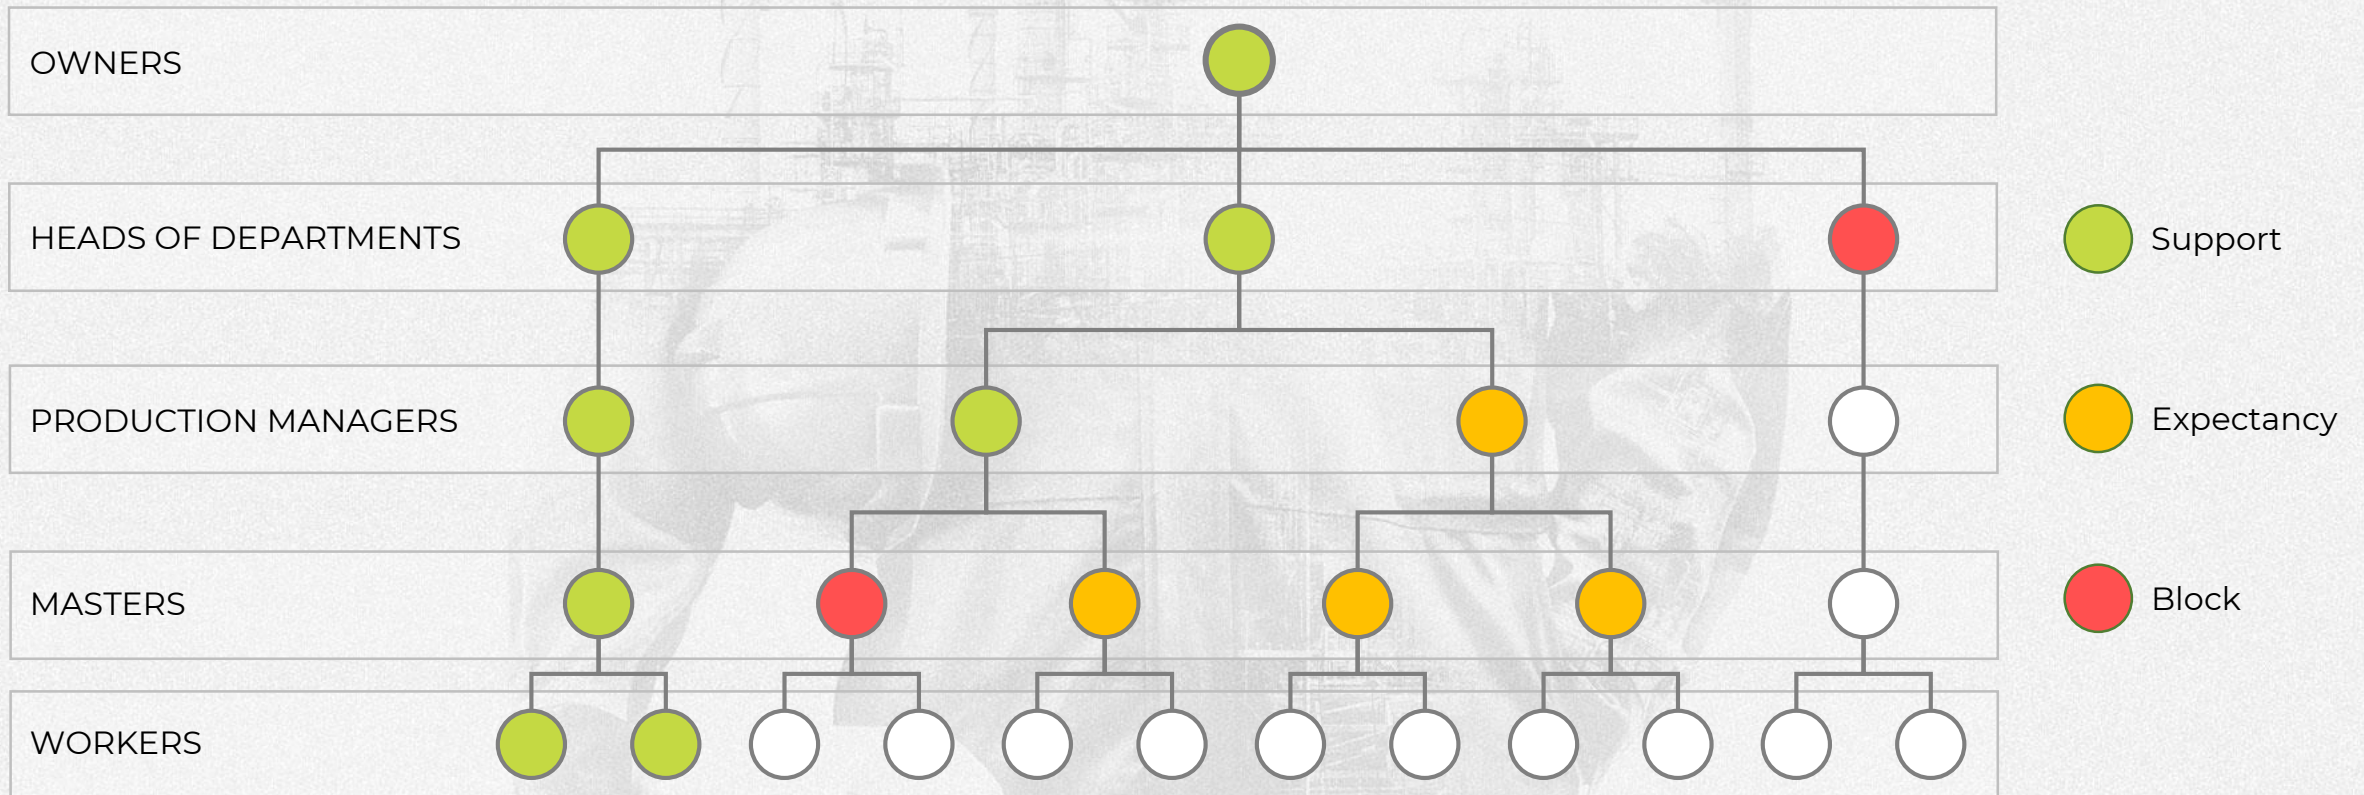 OWNERS
HEADS OF DEPARTMENTS
Support
PRODUCTION MANAGERS
Expectancy
MASTERS
Block
WORKERS